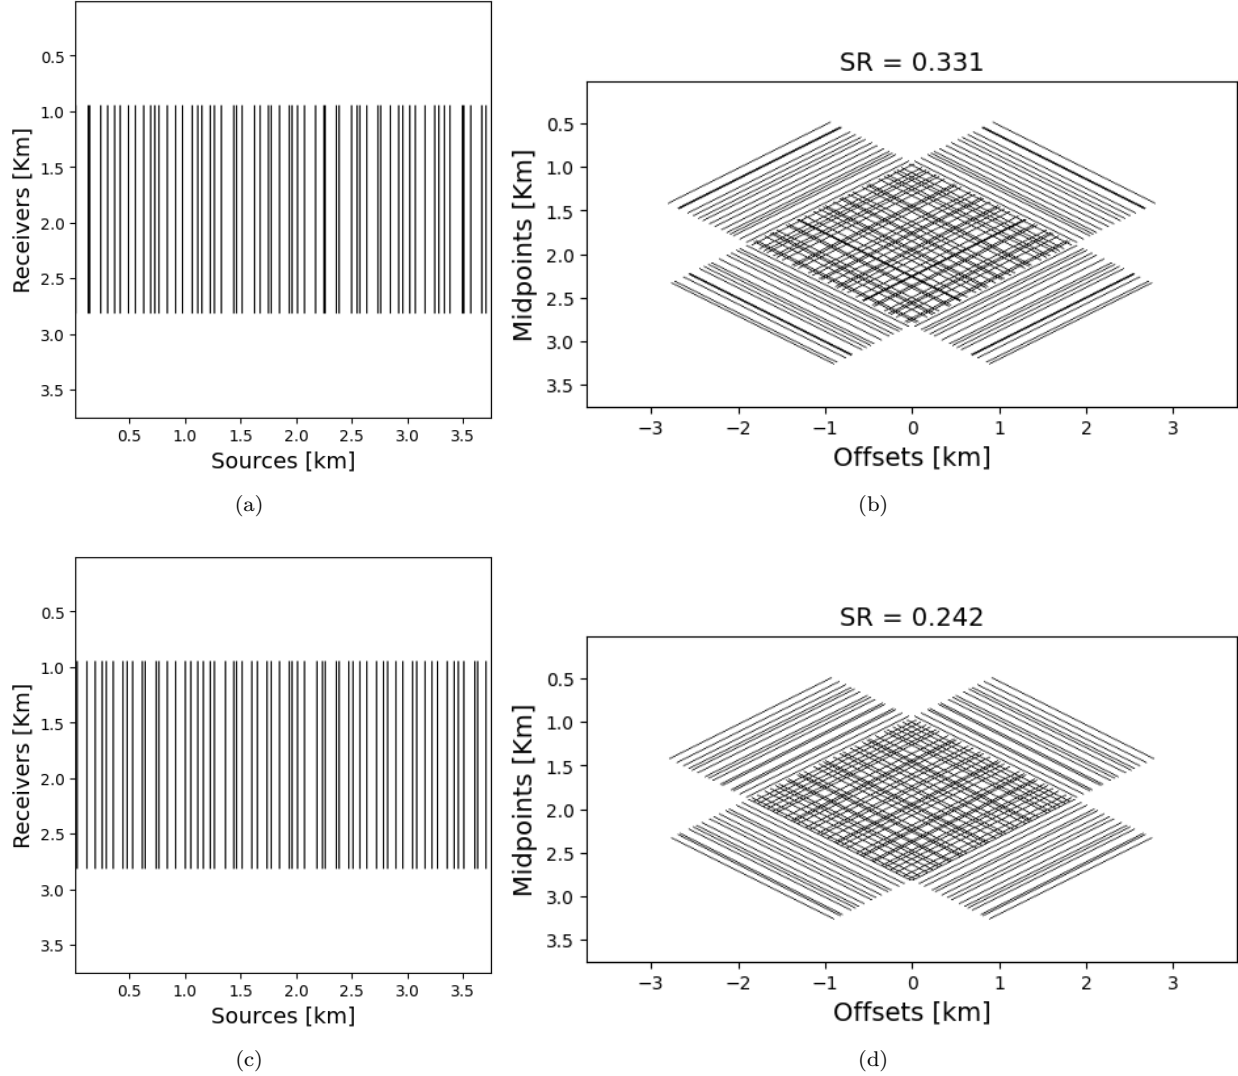 0.5
1.0
1.5
2.0
2.5
3.0
3.5
Receivers [Km]
0.5 1.0 1.5 2.0 2.5 3.0 3.5
Sources [km]
(a)
SR = 0.331
0.5
1.0
1.5
2.0
2.5
3.0
3.5
Midpoints [Km]
−3 −2 −1 0 1 2 3
Offsets [km]
(b)
0.5
1.0
1.5
2.0
2.5
3.0
3.5
Receivers [Km]
0.5 1.0 1.5 2.0 2.5 3.0 3.5
Sources [km]
(c)
SR = 0.242
0.5
1.0
1.5
2.0
2.5
3.0
3.5
Midpoints [Km]
−3 −2 −1 0 1 2 3
Offsets [km]
(d)